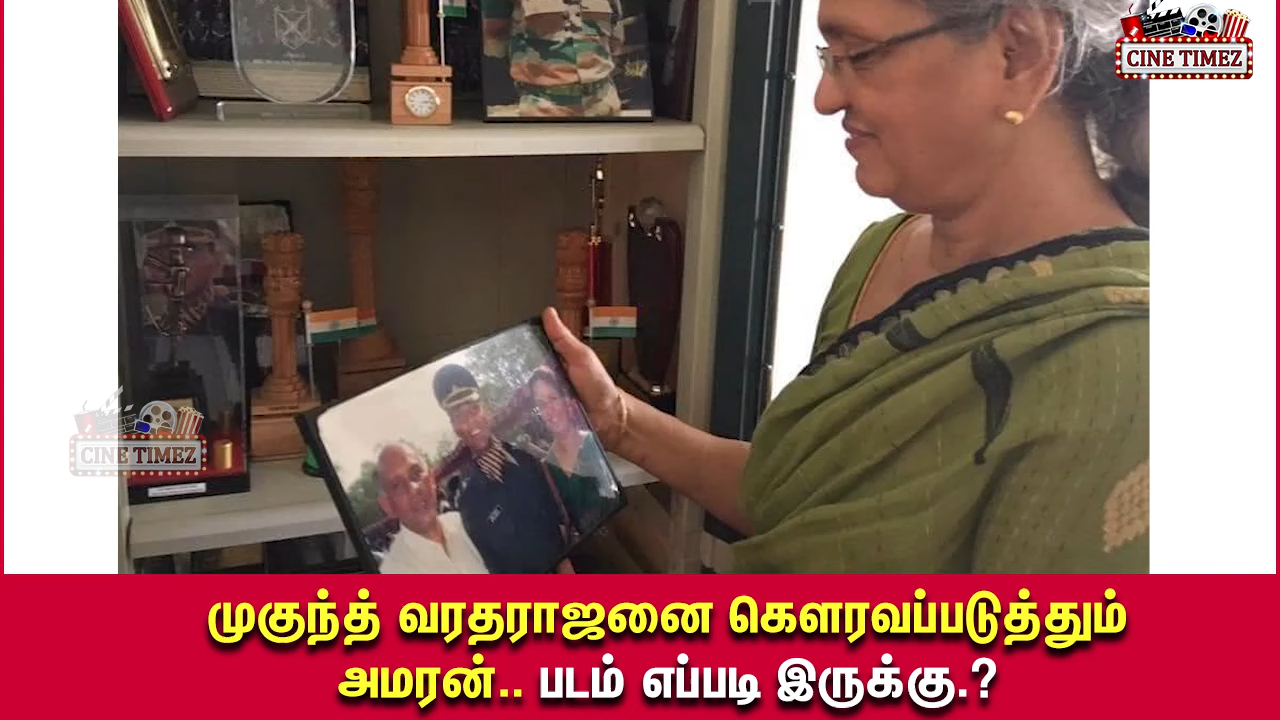 CINE TIMEZ
CINE TIMEZ
முகுந்த் வரதராஜனை கௌரவப்படுத்தும்
அமரன்.. படம் எப்படி இருக்கு.?